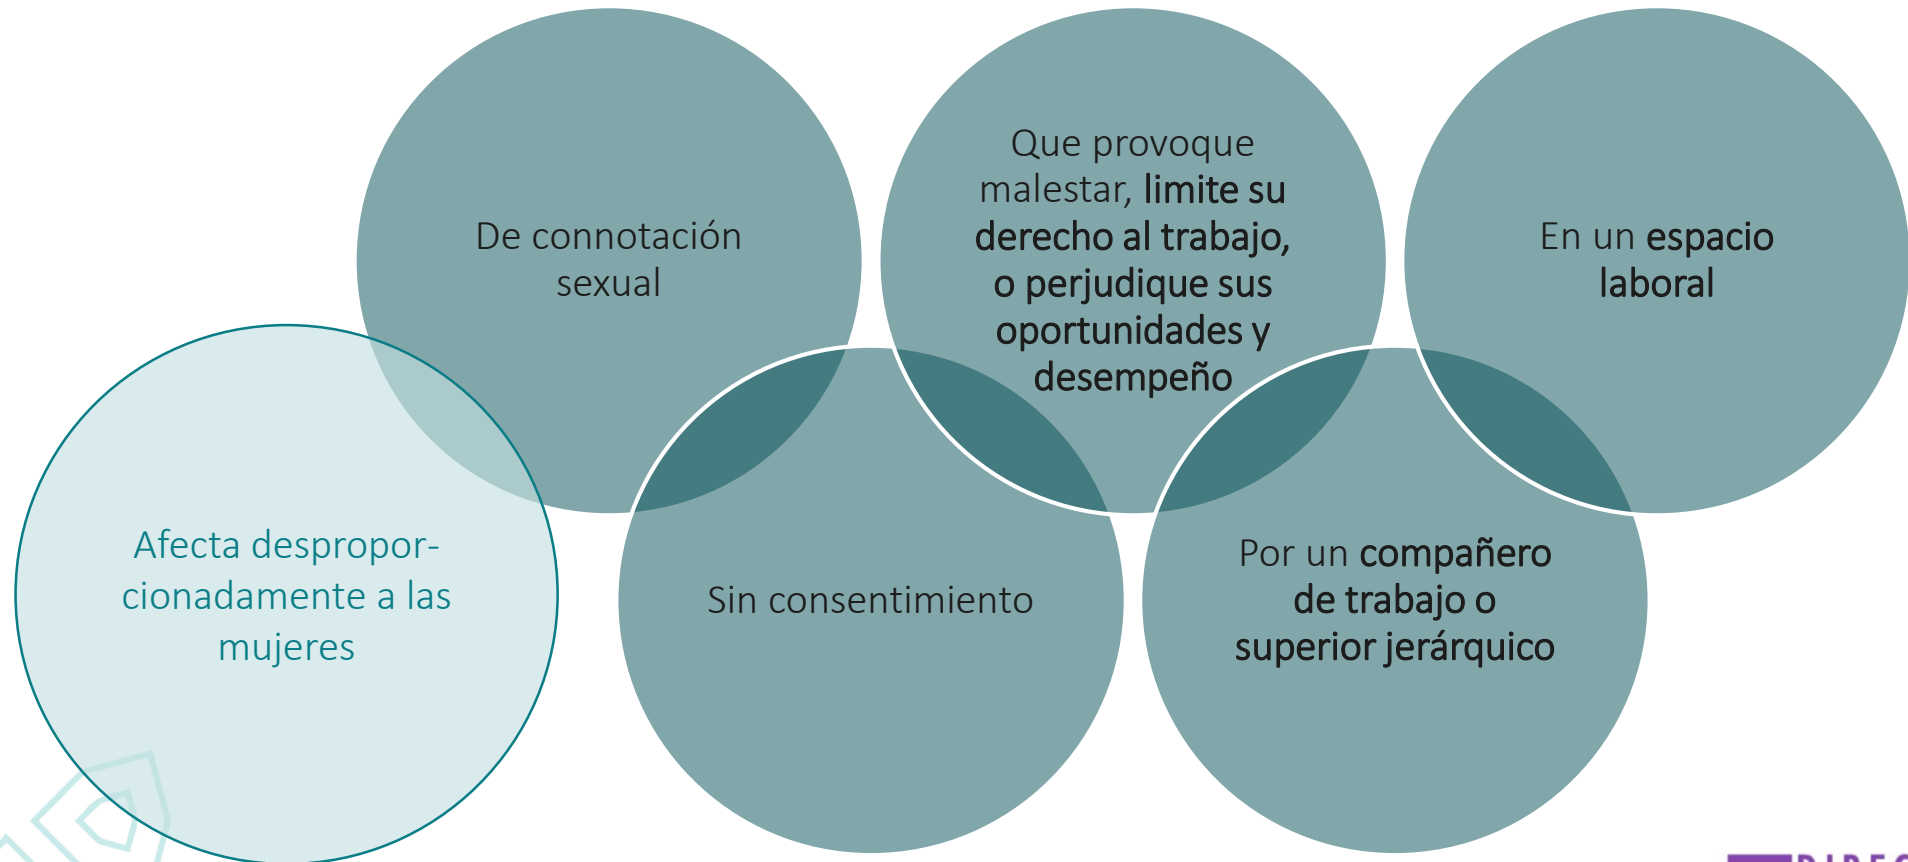 De connotación
sexual
Que provoque
malestar, limite su
derecho al trabajo,
o perjudique sus
oportunidades y
desempeño
En un espacio
laboral
Afecta despropor-
cionadamente a las
mujeres
Sin consentimiento
Por un compañero
de trabajo o
superior jerárquico